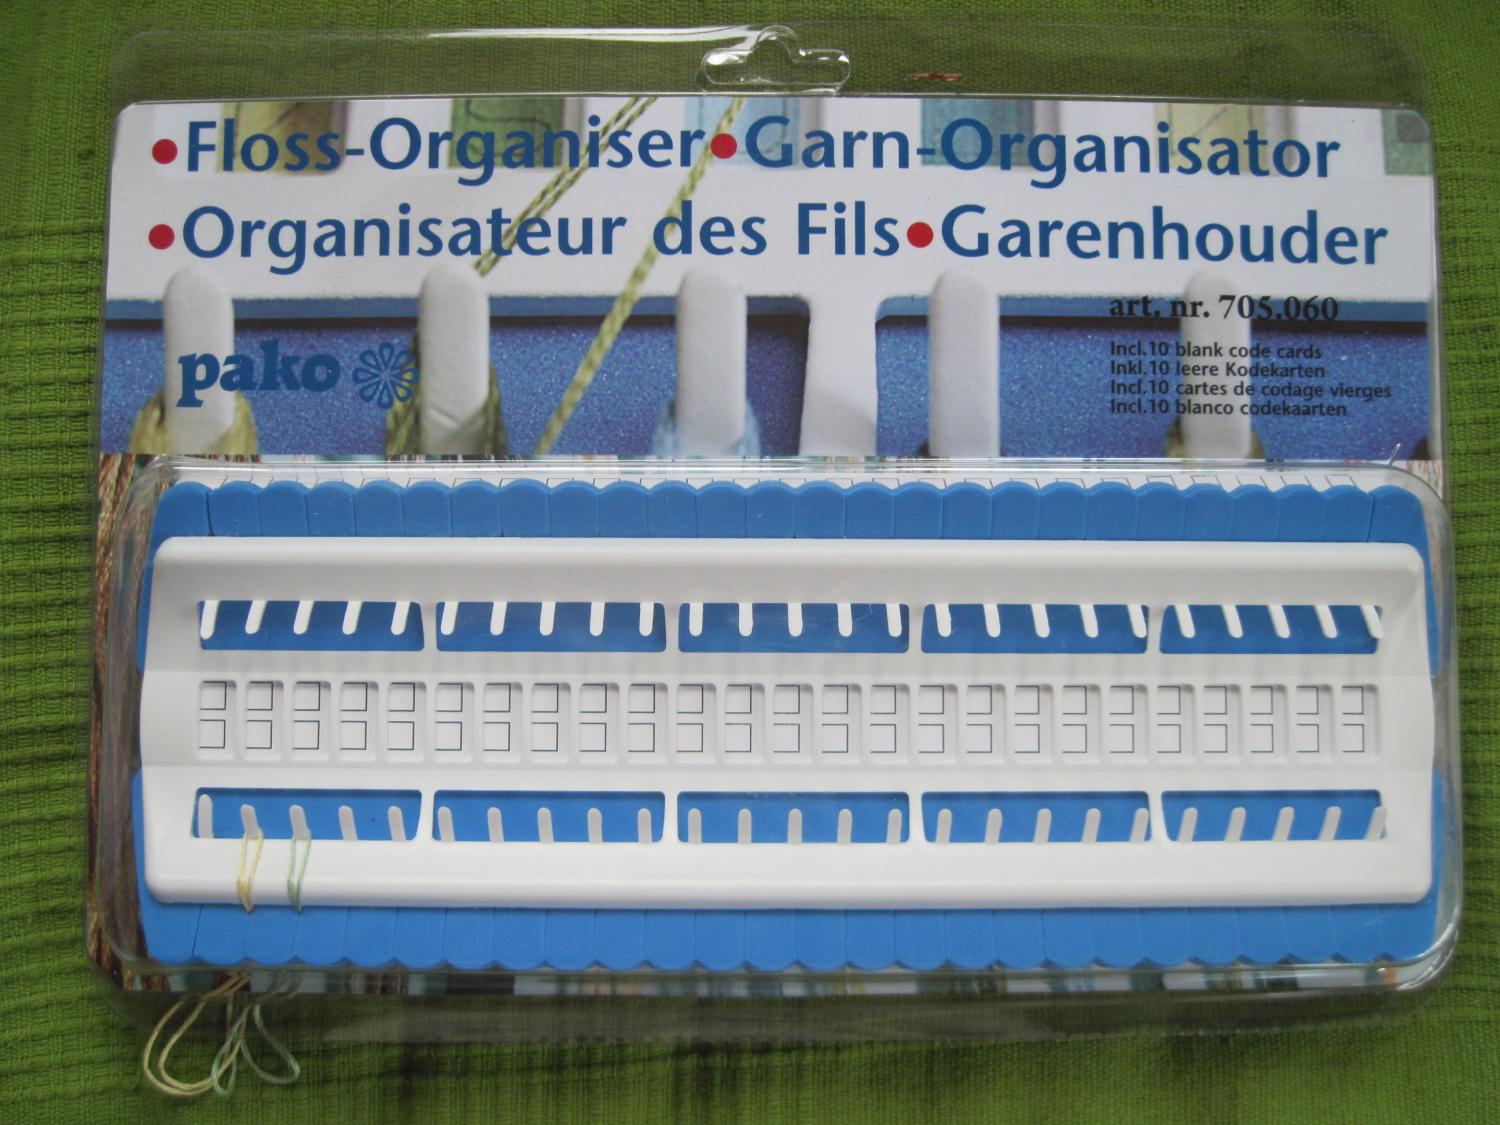 •Floss-Organiser•Garn-Organisator
•Organisateur des Fils•Garenhouder
art. nr. 705.060
Incl.10 blank code cards
Inkl.10 leere Kodekarten
Incl.10 cartes de codage vierges
Incl.10 blanco codekaarten
pako